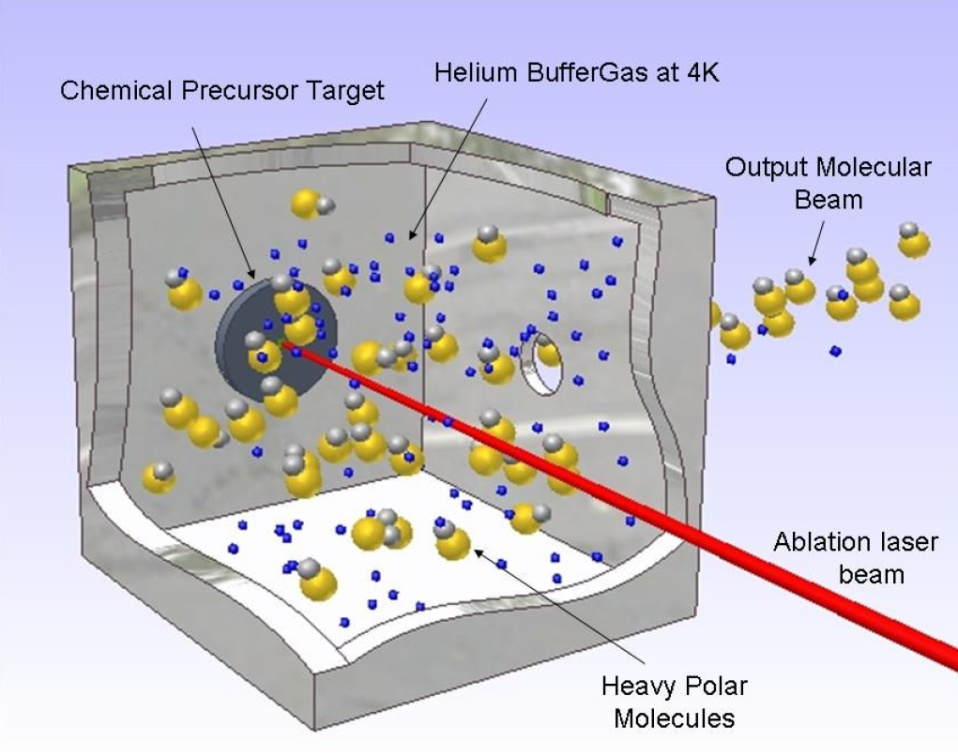 Helium BufferGas at 4K
Chemical Precursor Target
Output Molecular
Beam
Ablation laser
beam
Heavy Polar
Molecules